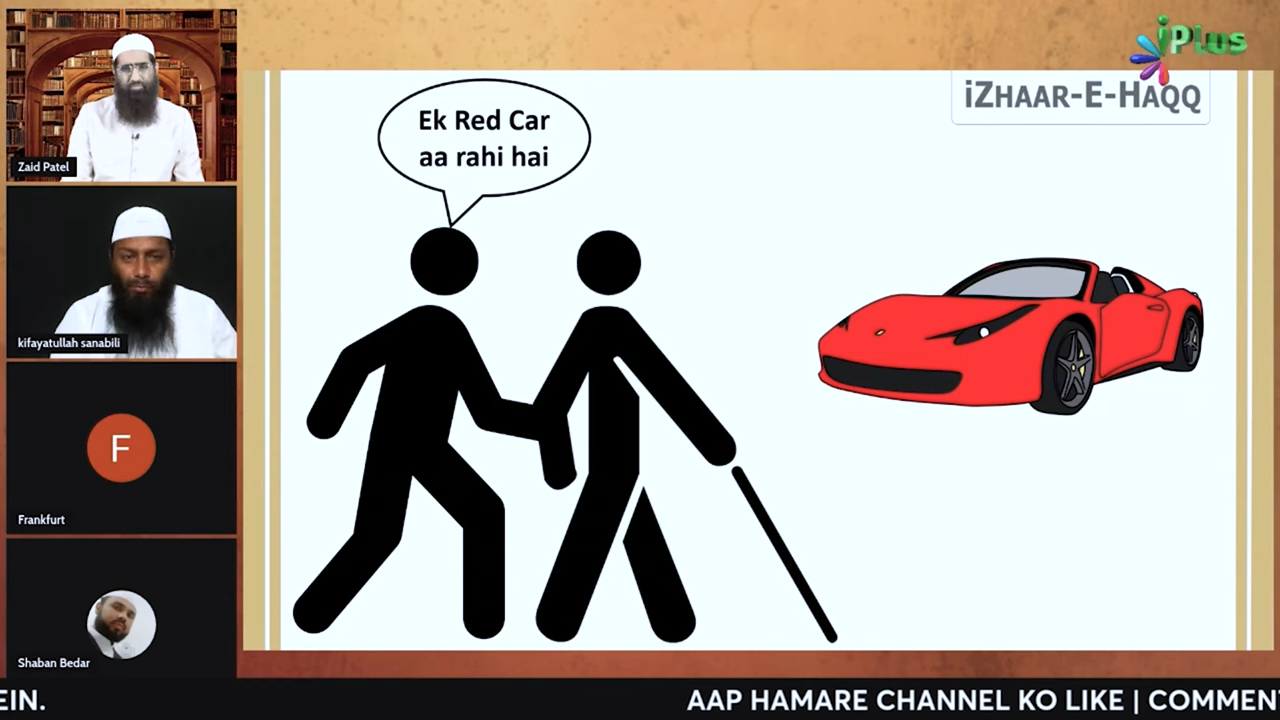 iPlus
iZHAAR-E-HAQQ
Ek Red Car
aa rahi hai
Zaid Patel
kifayatullah sanabili
F
Frankfurt
Shaban Bedar
EIN.
AAP HAMARE CHANNEL KO LIKE | COMMENT